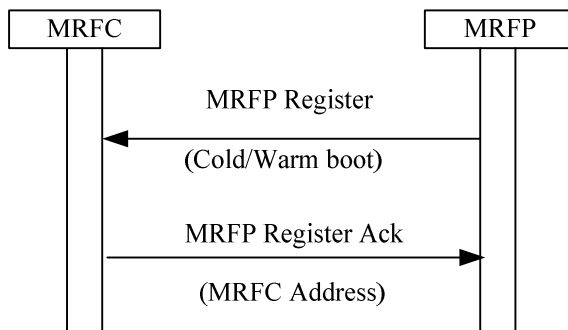 MRFC
MRFP
MRFP Register
(Cold/Warm boot)
MRFP Register Ack
(MRFC Address)